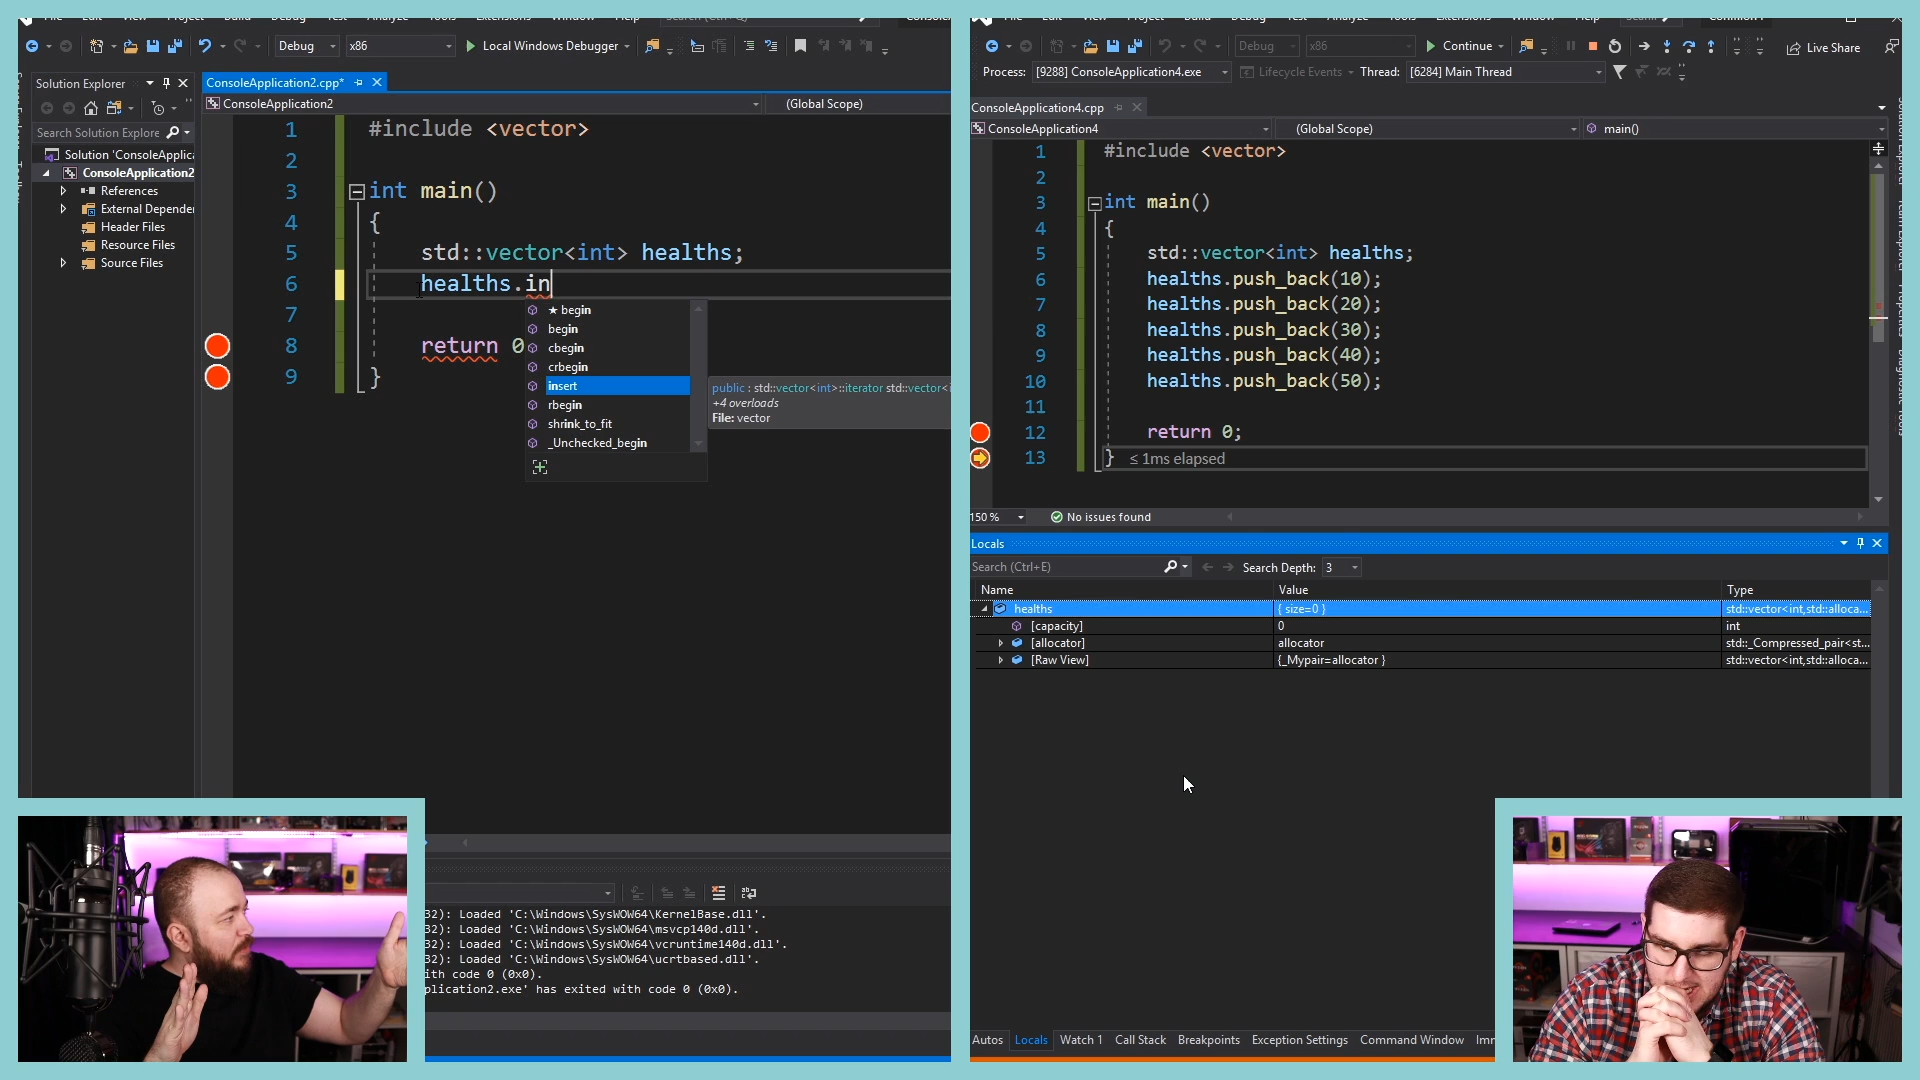 Debug
x86
Local Windows Debugger
Solution Explorer
ConsoleApplication2.cpp*
ConsoleApplication2
(Global Scope)
Search Solution Explore
Solution 'ConsoleApplica
ConsoleApplication2
References
External Depender
Header Files
Resource Files
Source Files
1 #include <vector>
2
3 int main()
4 {
5 std::vector<int> healths;
6 healths.in
7
8 return 0
9 }
★ begin
begin
cbegin
crbegin
insert
rbegin
shrink_to_fit
_Unchecked_begin
public : std::vector<int>::iterator std::vector<i
+4 overloads
File: vector
32): Loaded 'C:\Windows\SysWOW64\KernelBase.dll'.
32): Loaded 'C:\Windows\SysWOW64\msvcp140d.dll'.
32): Loaded 'C:\Windows\SysWOW64\vcruntime140d.dll'.
32): Loaded 'C:\Windows\SysWOW64\ucrtbased.dll'.
ith code 0 (0x0).
plication2.exe' has exited with code 0 (0x0).
Debug
x86
Continue
Live Share
Process: [9288] ConsoleApplication4.exe
Lifecycle Events
Thread: [6284] Main Thread
ConsoleApplication4.cpp
ConsoleApplication4
(Global Scope)
main()
1 #include <vector>
2
3 int main()
4 {
5 std::vector<int> healths;
6 healths.push_back(10);
7 healths.push_back(20);
8 healths.push_back(30);
9 healths.push_back(40);
10 healths.push_back(50);
11
12 return 0;
13 } ≤ 1ms elapsed
150 %
No issues found
Locals
Search (Ctrl+E)
Search Depth: 3
Name Value Type
healths { size=0 } std::vector<int,std::alloca...
[capacity] 0 int
[allocator] allocator std::_Compressed_pair<st...
[Raw View] {_Mypair=allocator } std::vector<int,std::alloca...
Autos Locals Watch 1 Call Stack Breakpoints Exception Settings Command Window Imr